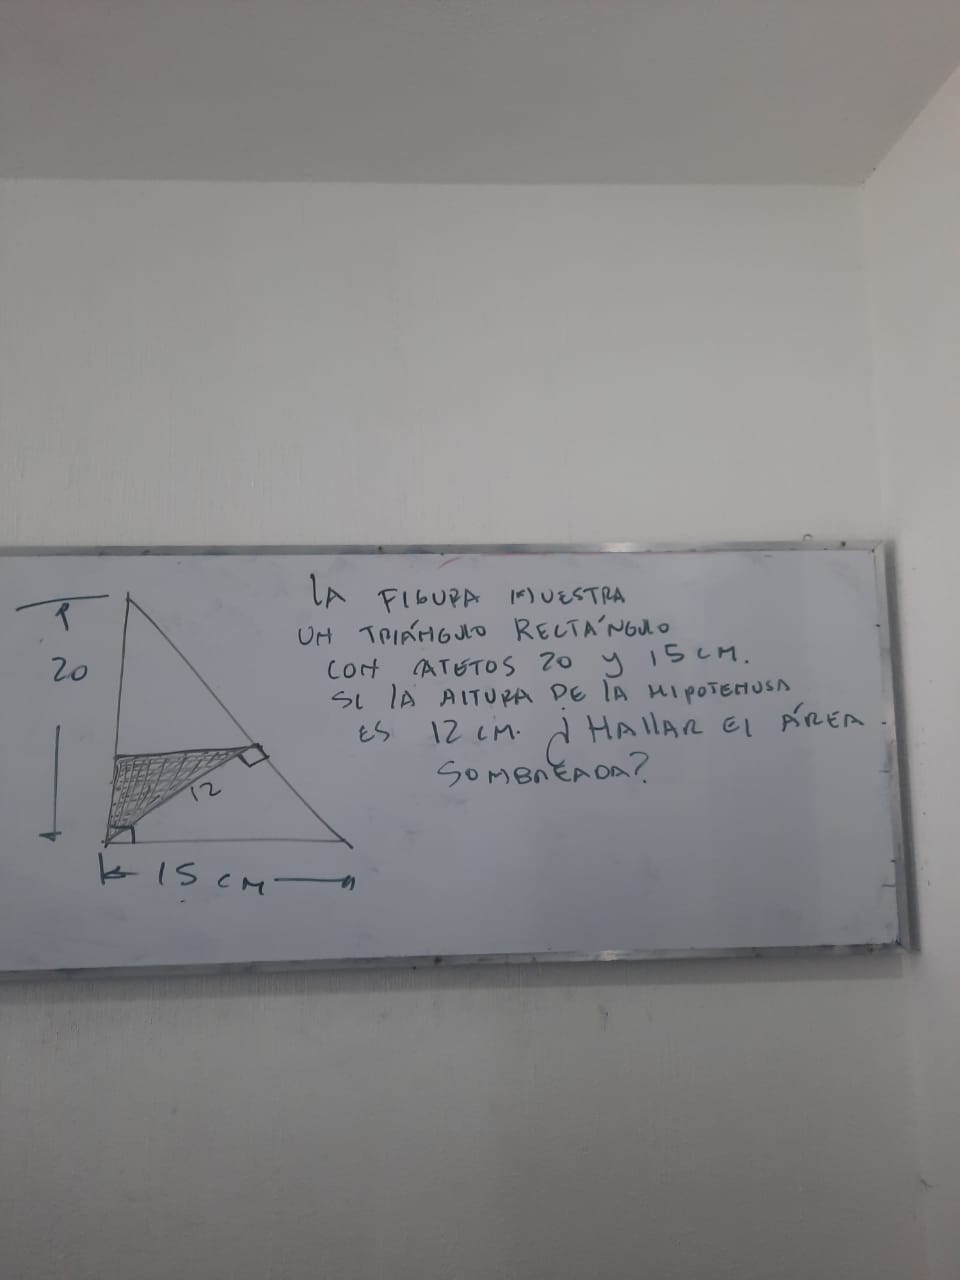 LA FIGURA MUESTRA
UN TRIÁNGULO RECTÁNGULO
CON CATETOS 20 y 15 CM.
SI LA ALTURA DE LA HIPOTENUSA
ES 12 CM. ¿ HALLAR EL ÁREA
SOMBREADA?
20
12
15 CM